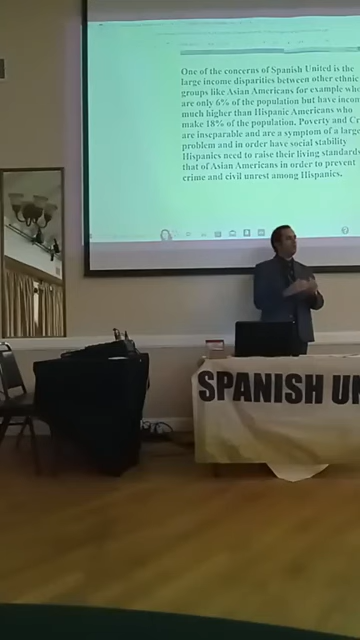 One of the concerns of Spanish United is the
large income disparities between other ethnic
groups like Asian Americans for example who
are only 6% of the population but have incom
much higher than Hispanic Americans who
make 18% of the population. Poverty and Cr
are inseparable and are a symptom of a large
problem and in order have social stability
Hispanics need to raise their living standards
that of Asian Americans in order to prevent
crime and civil unrest among Hispanics.
SPANISH UN